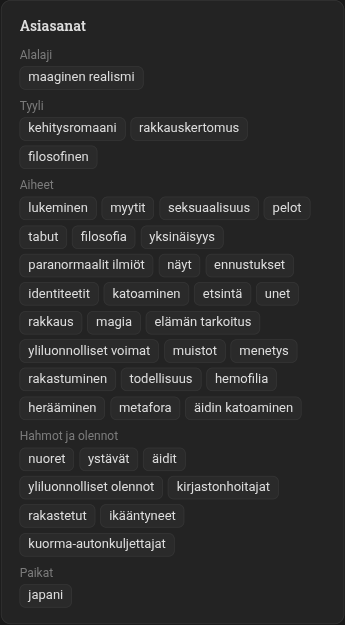 Asiasanat
Alalaji
maaginen realismi
Tyyli
kehitysromaani rakkauskertomus
filosofinen
Aiheet
lukeminen myytit seksuaalisuus pelot
tabut filosofia yksinäisyys
paranormaalit ilmiöt näyt ennustukset
identiteetit katoaminen etsintä unet
rakkaus magia elämän tarkoitus
yliluonnolliset voimat muistot menetys
rakastuminen todellisuus hemofilia
herääminen metafora äidin katoaminen
Hahmot ja olennot
nuoret ystävät äidit
yliluonnolliset olennot kirjastonhoitajat
rakastetut ikääntyneet
kuorma-autonkuljettajat
Paikat
japani